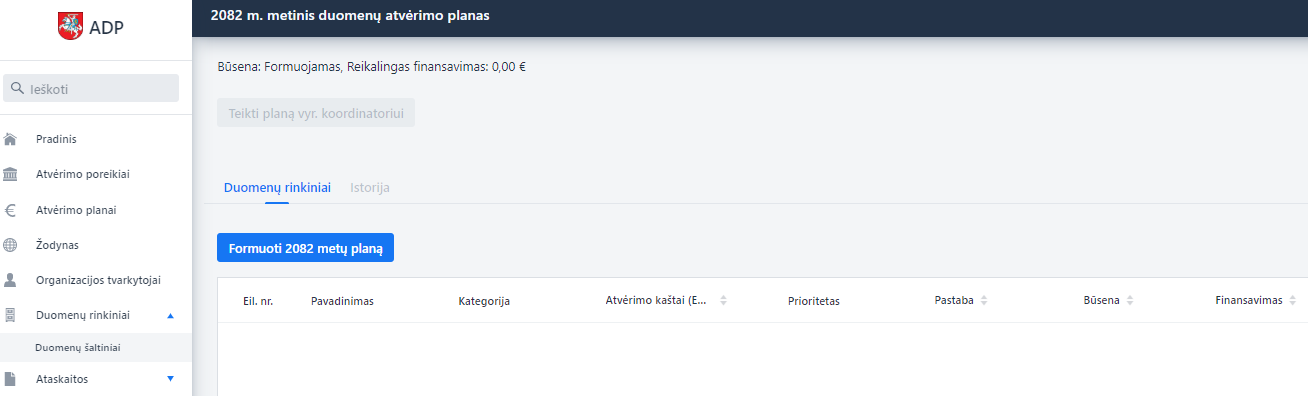 ADP
2082 m. metinis duomenų atvėrimo planas
Ieškoti
Pradinis
Atvėrimo poreikiai
Atvėrimo planai
Žodynas
Organizacijos tvarkytojai
Duomenų rinkiniai
Duomenų šaltiniai
Ataskaitos
Būsena: Formuojamas, Reikalingas finansavimas: 0,00 €
Teikti planą vyr. koordinatoriui
Duomenų rinkiniai Istorija
Formuoti 2082 metų planą
Eil. nr. Pavadinimas Kategorija Atvėrimo kaštai (E... Prioritetas Pastaba Būsena Finansavimas